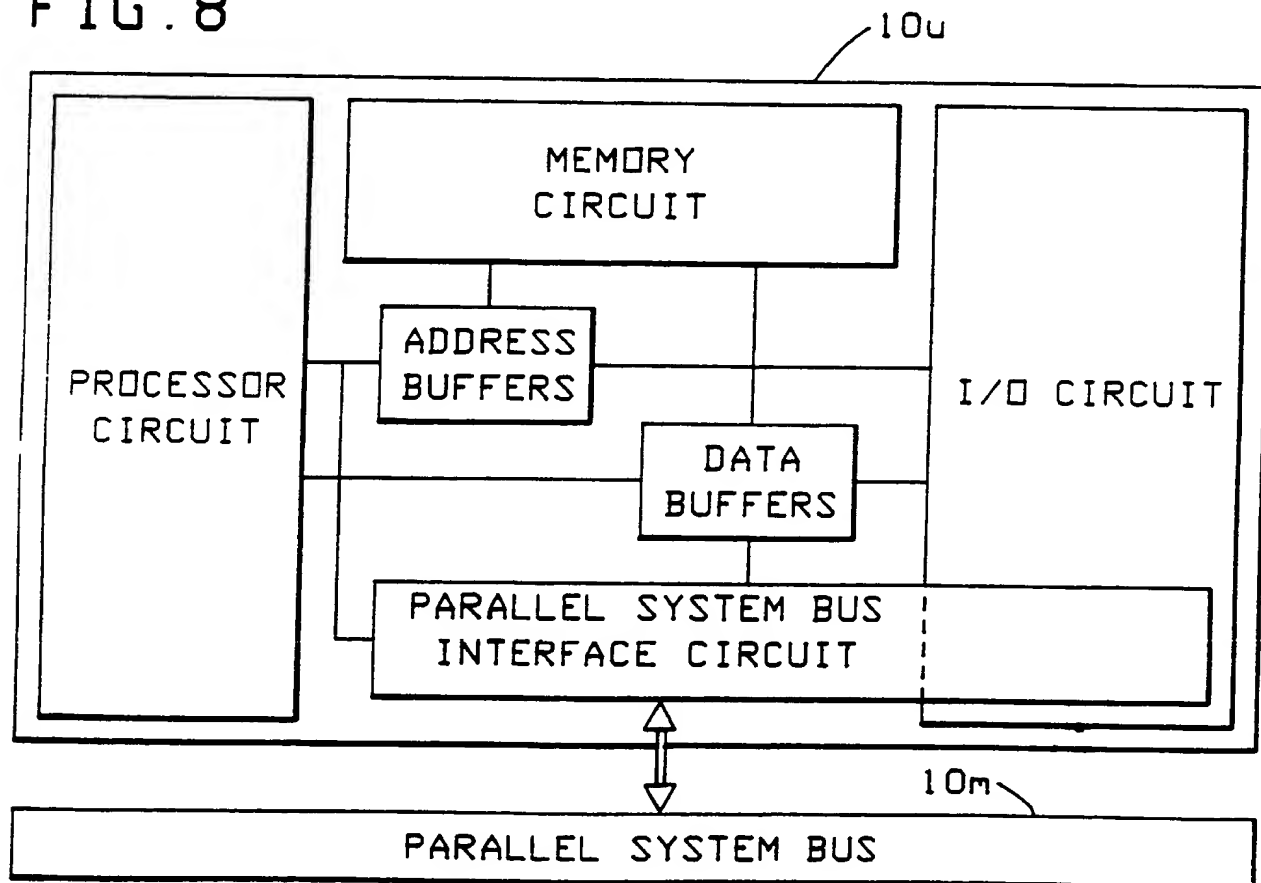 FIG. 8
10u
MEMORY
CIRCUIT
ADDRESS
BUFFERS
PROCESSOR
CIRCUIT
I/O CIRCUIT
DATA
BUFFERS
PARALLEL SYSTEM BUS
INTERFACE CIRCUIT
10m
PARALLEL SYSTEM BUS